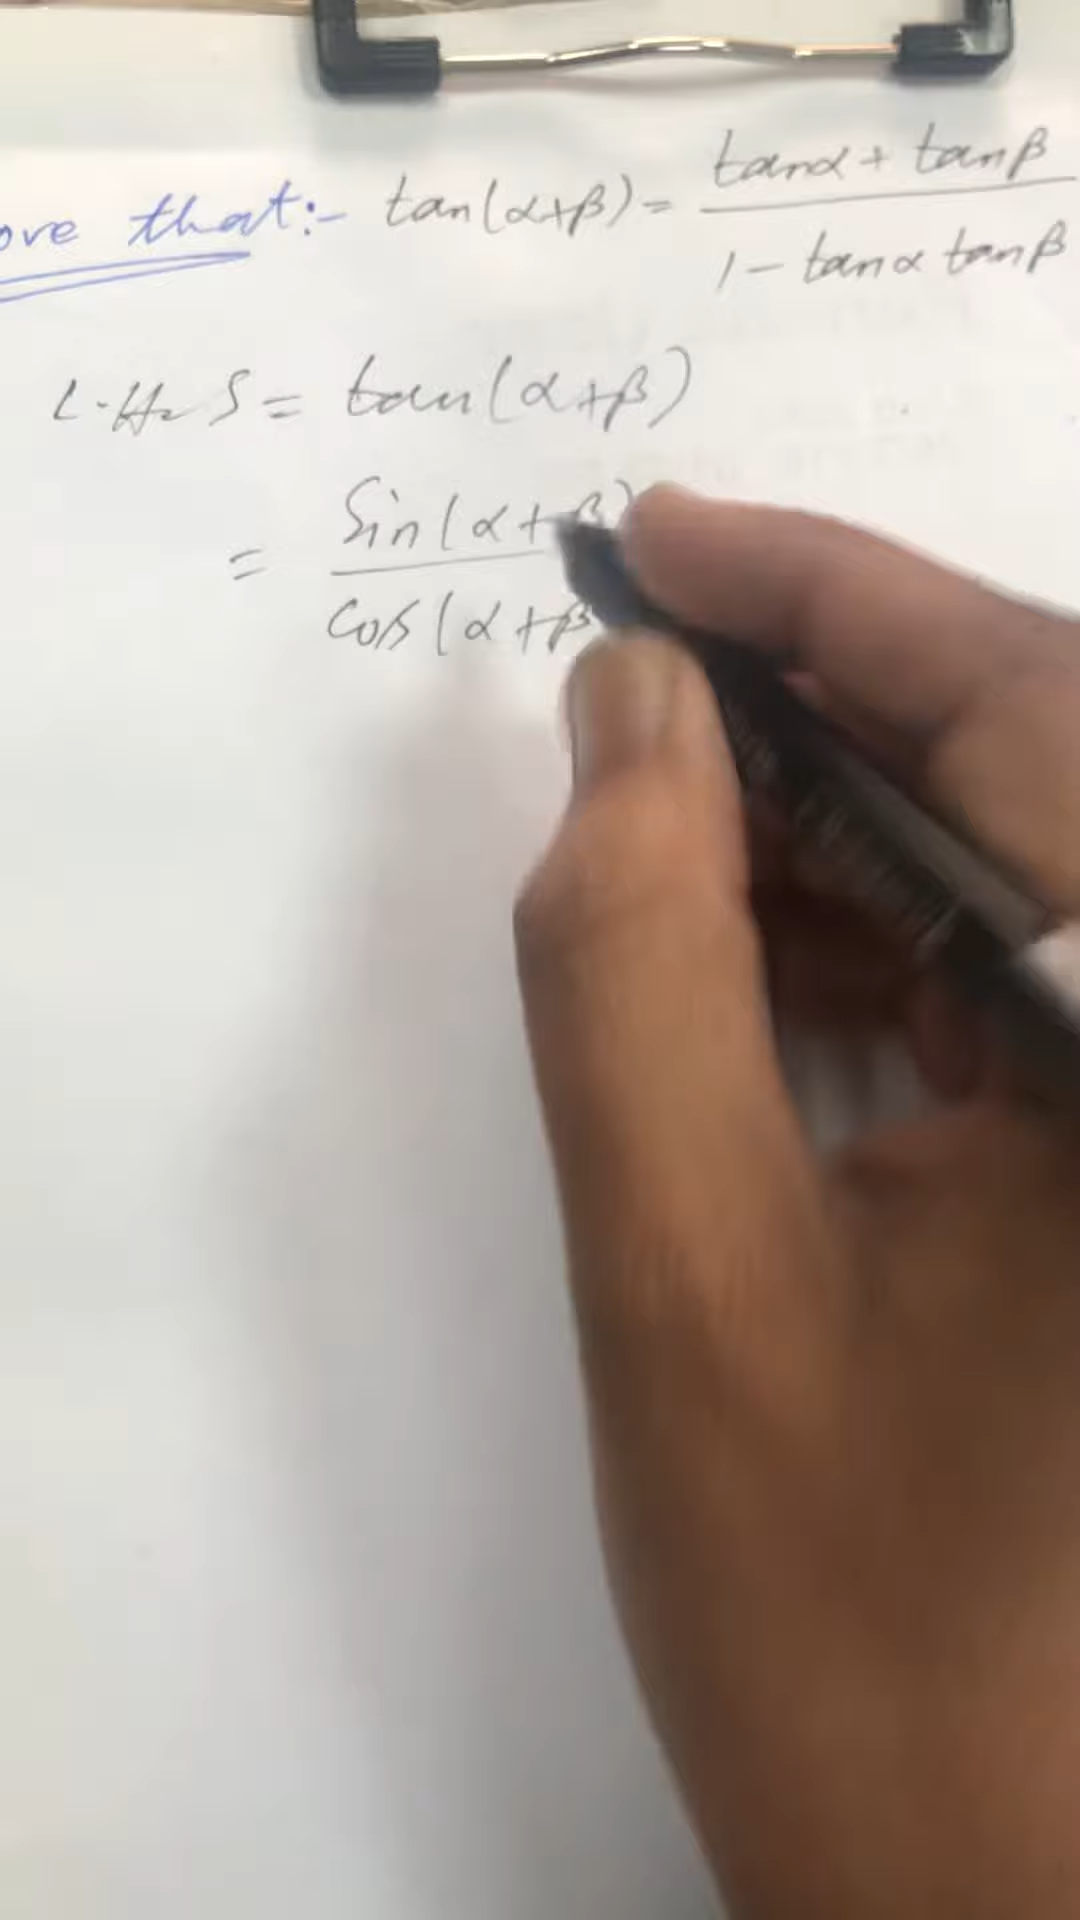 ove that:- tan(α+β) = tanα + tanβ / 1 - tanα tanβ
L.H.S = tan(α+β)
= Sin(α+β) / Cos(α+β